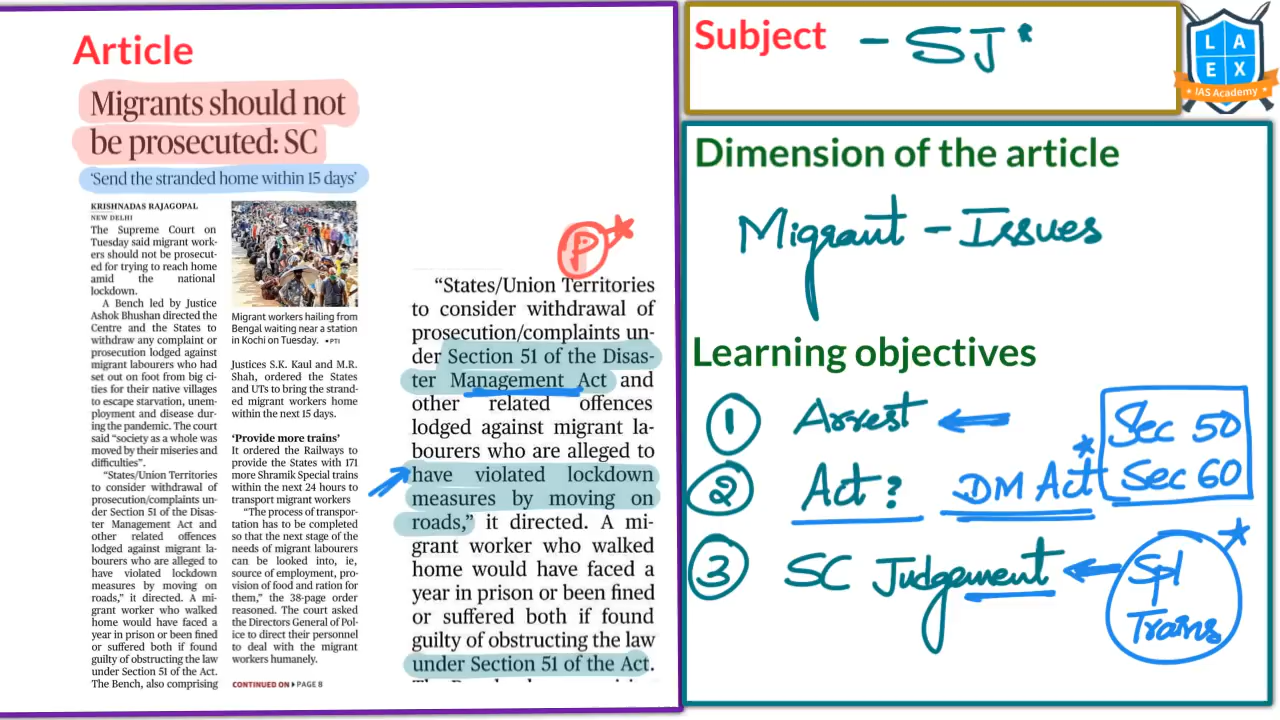 Article
Migrants should not
be prosecuted: SC
‘Send the stranded home within 15 days’
KRISHNADAS RAJAGOPAL
NEW DELHI
The Supreme Court on
Tuesday said migrant work-
ers should not be prosecut-
ed for trying to reach home
amid the national
lockdown.
A Bench led by Justice
Ashok Bhushan directed the
Centre and the States to
withdraw any complaint or
prosecution lodged against
migrant labourers who had
set out on foot from big ci-
ties for their native villages
to escape starvation, unem-
ployment and disease dur-
ing the pandemic. The court
said “society as a whole was
moved by their miseries and
difficulties”.
“States/Union Territories
to consider withdrawal of
prosecution/complaints un-
der Section 51 of the Disas-
ter Management Act and
other related offences
lodged against migrant la-
bourers who are alleged to
have violated lockdown
measures by moving on
roads,” it directed. A mi-
grant worker who walked
home would have faced a
year in prison or been fined
or suffered both if found
guilty of obstructing the law
under Section 51 of the Act.
The Bench, also comprising
Migrant workers hailing from
Bengal waiting near a station
in Kochi on Tuesday. • PTI
Justices S.K. Kaul and M.R.
Shah, ordered the States
and UTs to bring the strand-
ed migrant workers home
within the next 15 days.
‘Provide more trains’
It ordered the Railways to
provide the States with 171
more Shramik Special trains
within the next 24 hours to
transport migrant workers
“The process of transpor-
tation has to be completed
so that the next stage of the
needs of migrant labourers
can be looked into, ie,
source of employment, pro-
vision of food and ration for
them,” the 38-page order
reasoned. The court asked
the Directors General of Pol-
ice to direct their personnel
to deal with the migrant
workers humanely.
CONTINUED ON PAGE 8
P
“States/Union Territories
to consider withdrawal of
prosecution/complaints un-
der Section 51 of the Disas-
ter Management Act and
other related offences
lodged against migrant la-
bourers who are alleged to
have violated lockdown
measures by moving on
roads,” it directed. A mi-
grant worker who walked
home would have faced a
year in prison or been fined
or suffered both if found
guilty of obstructing the law
under Section 51 of the Act.
Subject - SJ*
LAEX
IAS Academy
Dimension of the article
Migrant - Issues
Learning objectives
1 Arrest
Sec 50
Sec 60
2 Act? DM Act
3 SC Judgement
Spl
Trains